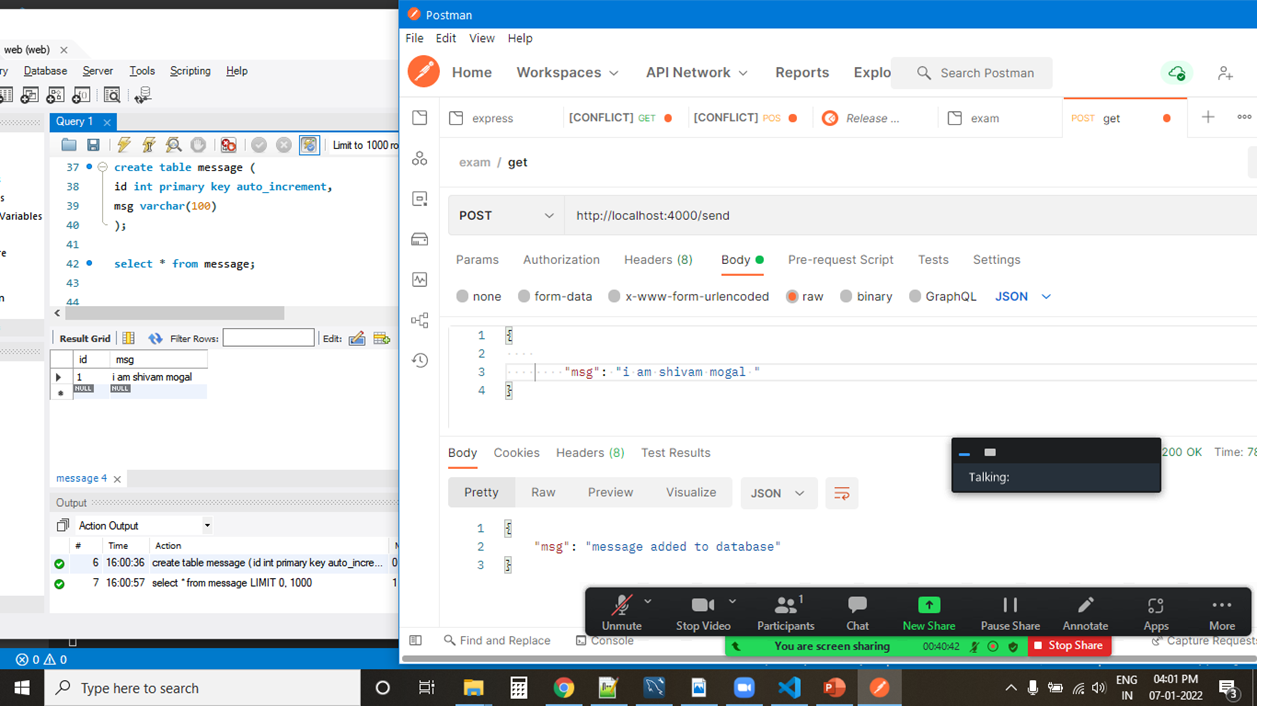 Postman
File Edit View Help
web (web)
ry Database Server Tools Scripting Help
Home Workspaces API Network Reports Explo Search Postman
Query 1
express [CONFLICT] GET [CONFLICT] POS Release ... exam POST get
Limit to 1000 ro
exam / get
37 create table message (
38 id int primary key auto_increment,
39 msg varchar(100)
40 );
41
42 select * from message;
43
44
s
Variables
re
n
POST http://localhost:4000/send
Params Authorization Headers (8) Body Pre-request Script Tests Settings
none form-data x-www-form-urlencoded raw binary GraphQL JSON
1 {
2
3 "msg": "i am shivam mogal "
4 }
Result Grid Filter Rows: Edit:
id msg
1 i am shivam mogal
NULL NULL
message 4
Output
Action Output
# Time Action
6 16:00:36 create table message ( id int primary key auto_incre... 0
7 16:00:57 select * from message LIMIT 0, 1000 1
Body Cookies Headers (8) Test Results 200 OK Time: 78
Talking:
Pretty Raw Preview Visualize JSON
1 {
2 "msg": "message added to database"
3 }
Unmute Stop Video Participants 1 Chat New Share Pause Share Annotate Apps More
Find and Replace Console Capture Requests
You are screen sharing 00:40:42 Stop Share
0 0
Type here to search
ENG
IN
04:01 PM
07-01-2022
3